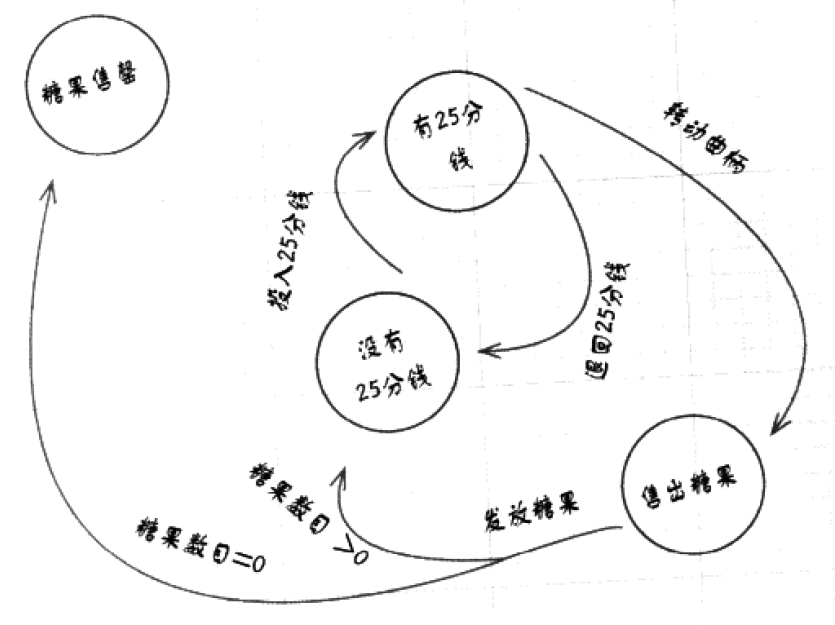 糖果售罄
有25分
钱
转动曲柄
投入25分钱
退回25分钱
没有
25分钱
售出糖果
发放糖果
糖果数目>0
糖果数目=0